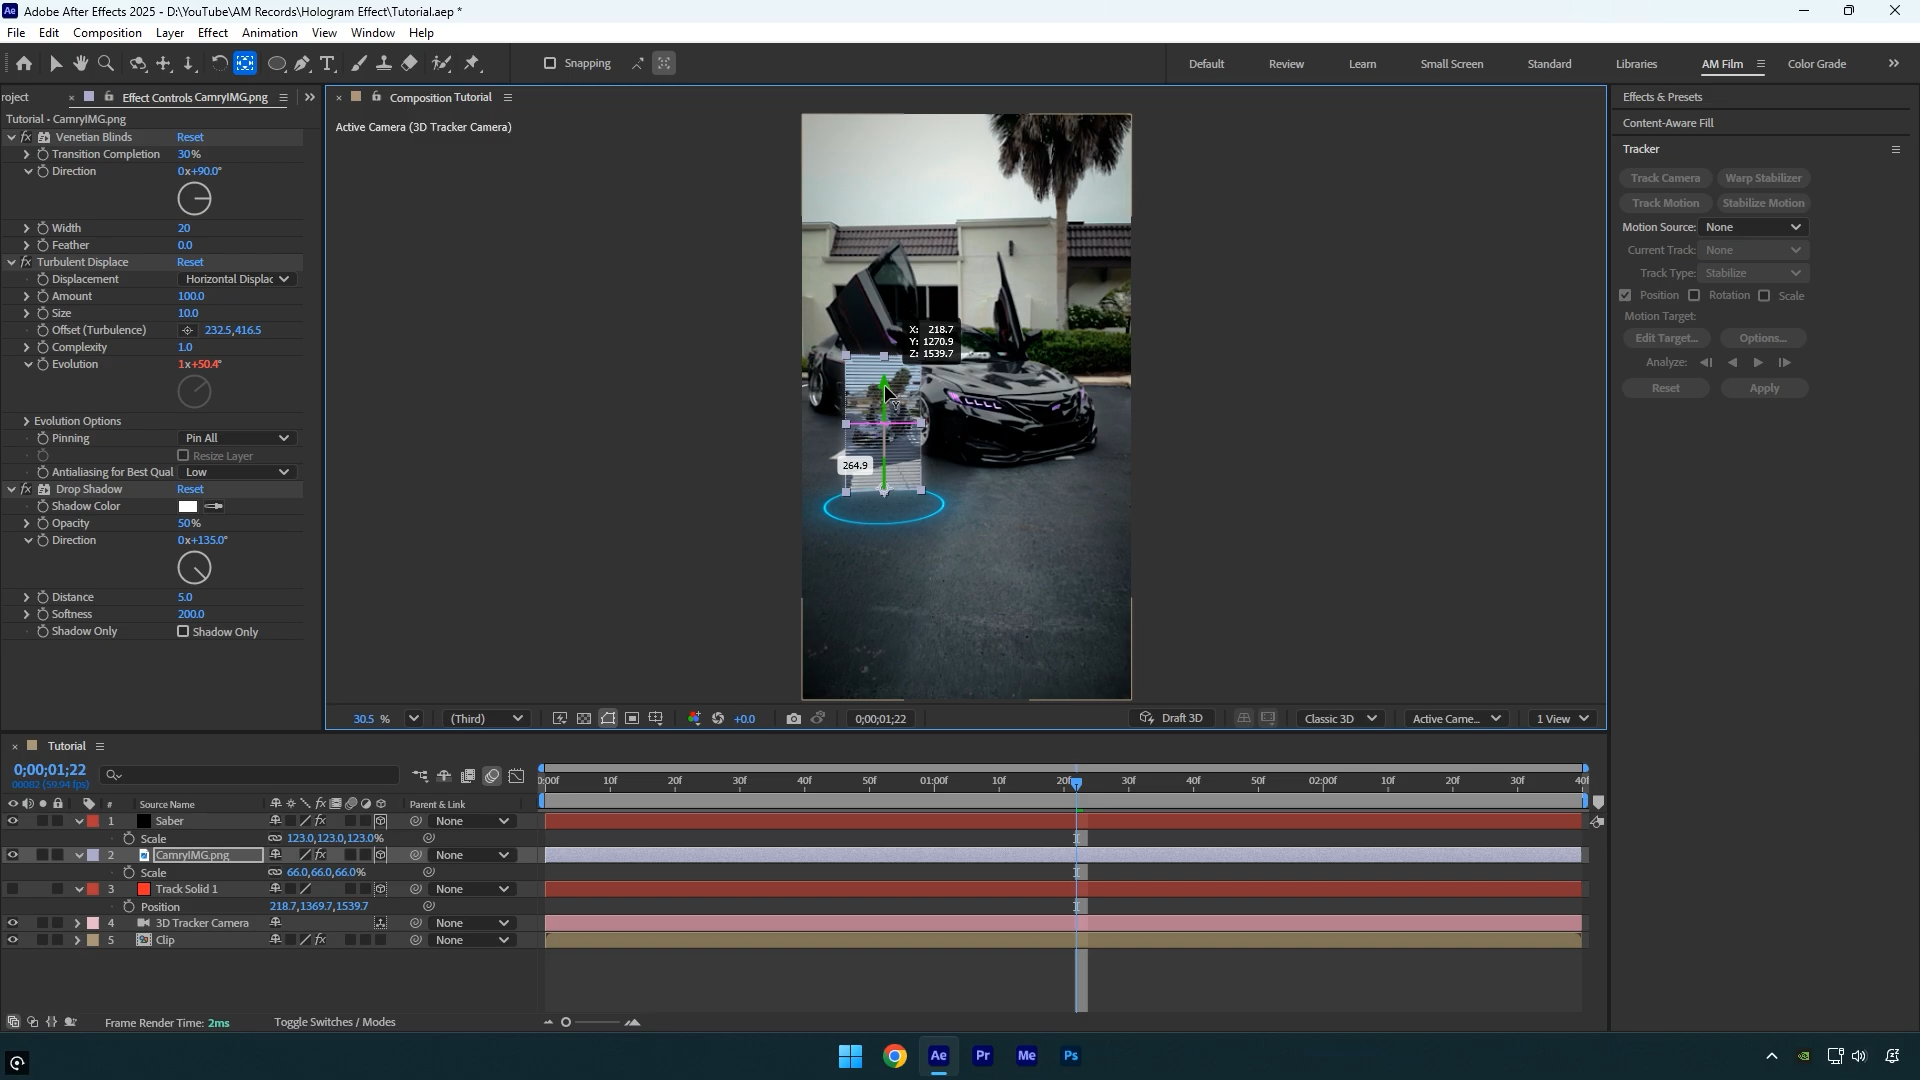 Adobe After Effects 2025 - D:\YouTube\AM Records\Hologram Effect\Tutorial.aep *
File Edit Composition Layer Effect Animation View Window Help
Snapping Default Review Learn Small Screen Standard Libraries AM Film Color Grade
roject Effect Controls CamryIMG.png
Tutorial - CamryIMG.png
Venetian Blinds Reset
Transition Completion 30%
Direction 0x+90.0°
Width 20
Feather 0.0
Turbulent Displace Reset
Displacement Horizontal Displac
Amount 100.0
Size 10.0
Offset (Turbulence) 232.5,416.5
Complexity 1.0
Evolution 1x+50.4°
Evolution Options
Pinning Pin All
Resize Layer
Antialiasing for Best Qual Low
Drop Shadow Reset
Shadow Color
Opacity 50%
Direction 0x+135.0°
Distance 5.0
Softness 200.0
Shadow Only Shadow Only
Composition Tutorial
Active Camera (3D Tracker Camera)
X: 218.7
Y: 1270.9
Z: 1539.7
264.9
30.5 % (Third) +0.0 0;00;01;22 Draft 3D Classic 3D Active Came... 1 View
Effects & Presets
Content-Aware Fill
Tracker
Track Camera Warp Stabilizer
Track Motion Stabilize Motion
Motion Source: None
Current Track: None
Track Type: Stabilize
Position Rotation Scale
Motion Target:
Edit Target... Options...
Analyze:
Reset Apply
Tutorial
0;00;01;22
00082 (59.94 fps)
0:00f 10f 20f 30f 40f 50f 01:00f 10f 20f 30f 40f 50f 02:00f 10f 20f 30f 40f
# Source Name fx Parent & Link
1 Saber fx None
Scale 123.0,123.0,123.0%
2 CamryIMG.png fx None
Scale 66.0,66.0,66.0%
3 Track Solid 1 None
Position 218.7,1369.7,1539.7
4 3D Tracker Camera None
5 Clip fx None
Frame Render Time: 2ms Toggle Switches / Modes
Ae Pr Me Ps